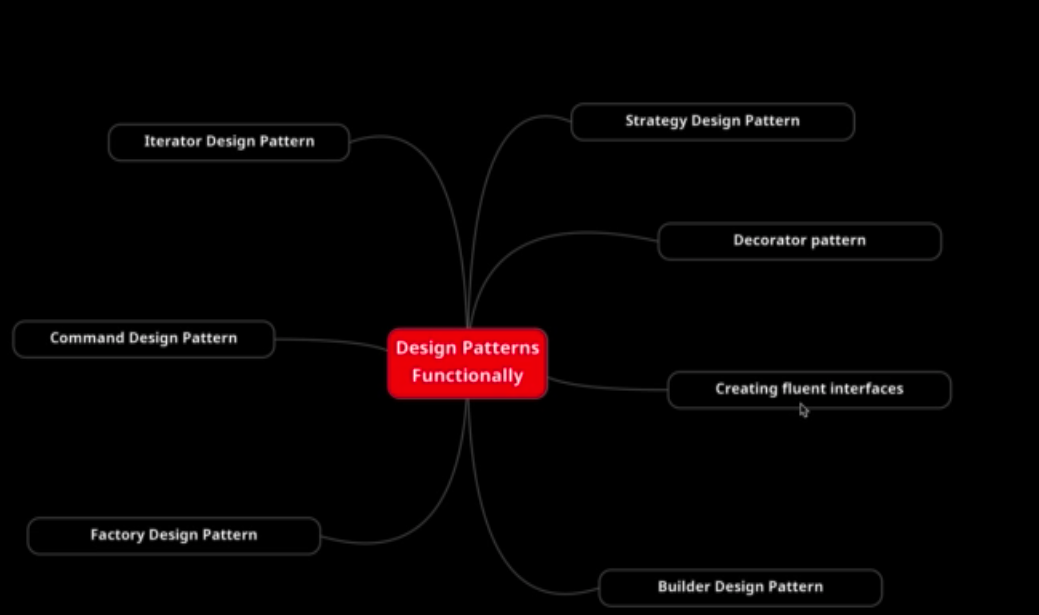 Strategy Design Pattern
Iterator Design Pattern
Decorator pattern
Command Design Pattern
Design Patterns
Functionally
Creating fluent interfaces
Factory Design Pattern
Builder Design Pattern